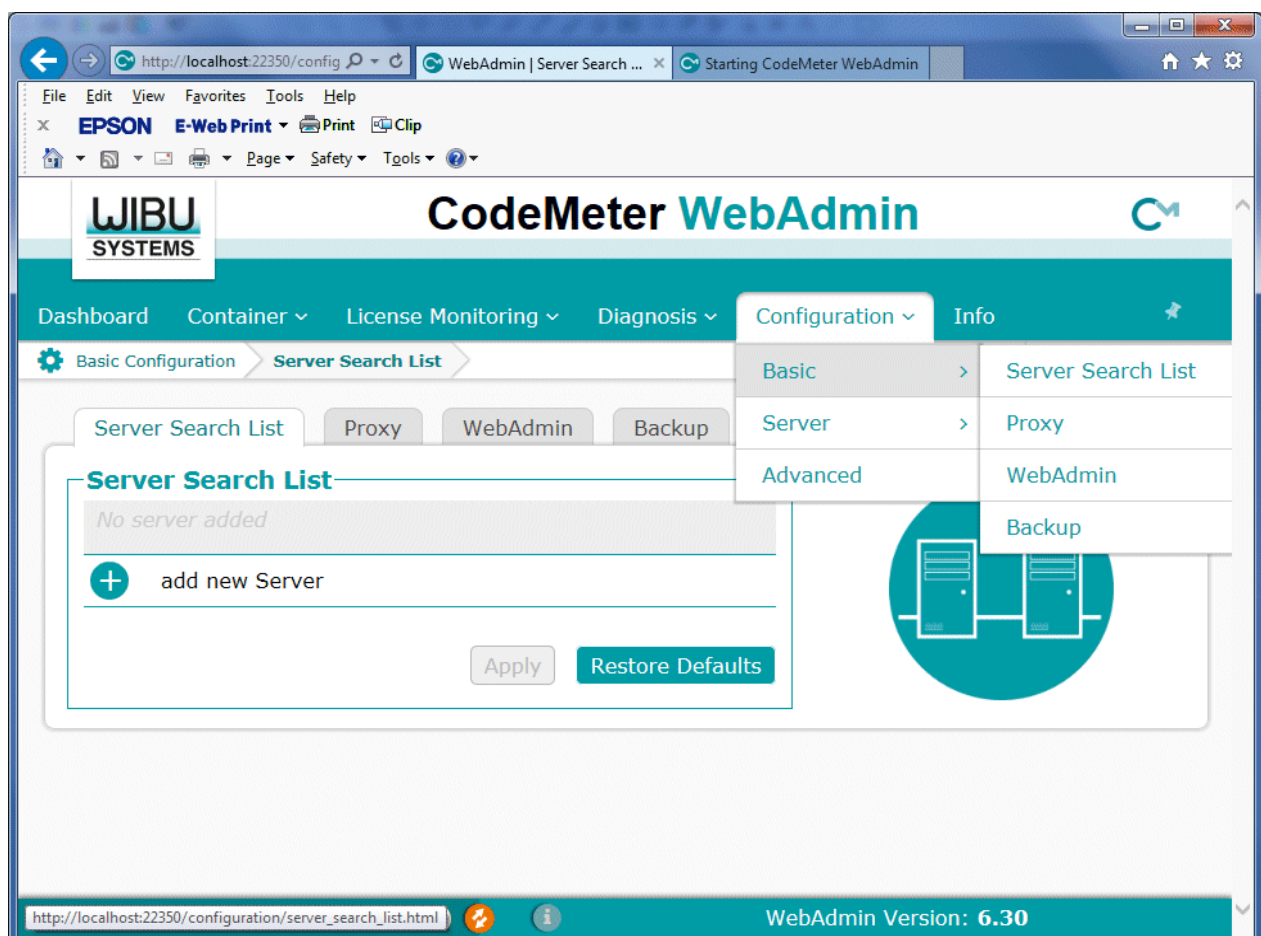 http://localhost:22350/config
WebAdmin | Server Search ...
Starting CodeMeter WebAdmin
File Edit View Favorites Tools Help
x EPSON E-Web Print Print Clip
Page Safety Tools
WIBU
SYSTEMS
CodeMeter WebAdmin
CM
Dashboard Container License Monitoring Diagnosis Configuration Info
Basic Configuration Server Search List
Basic
Server
Advanced
Server Search List
Proxy
WebAdmin
Backup
Server Search List Proxy WebAdmin Backup
Server Search List
No server added
add new Server
Apply Restore Defaults
http://localhost:22350/configuration/server_search_list.html
WebAdmin Version: 6.30